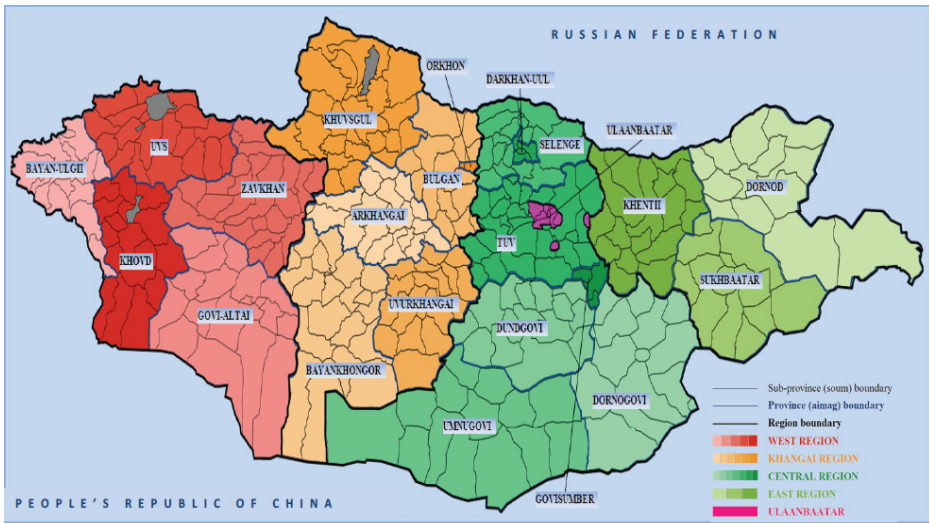 RUSSIAN FEDERATION
ORKHON
DARKHAN-UUL
KHUVSGUL
ULAANBAATAR
UVS
SELENGE
BAYAN-ULGII
ZAVKHAN
BULGAN
DORNOD
ARKHANGAI
KHENTII
TUV
KHOVD
SUKHBAATAR
UVURKHANGAI
GOVI-ALTAI
DUNDGOVI
BAYANKHONGOR
DORNOGOVI
UMNUGOVI
GOVISUMBER
PEOPLE'S REPUBLIC OF CHINA
Sub-province (soum) boundary
Province (aimag) boundary
Region boundary
WEST REGION
KHANGAI REGION
CENTRAL REGION
EAST REGION
ULAANBAATAR